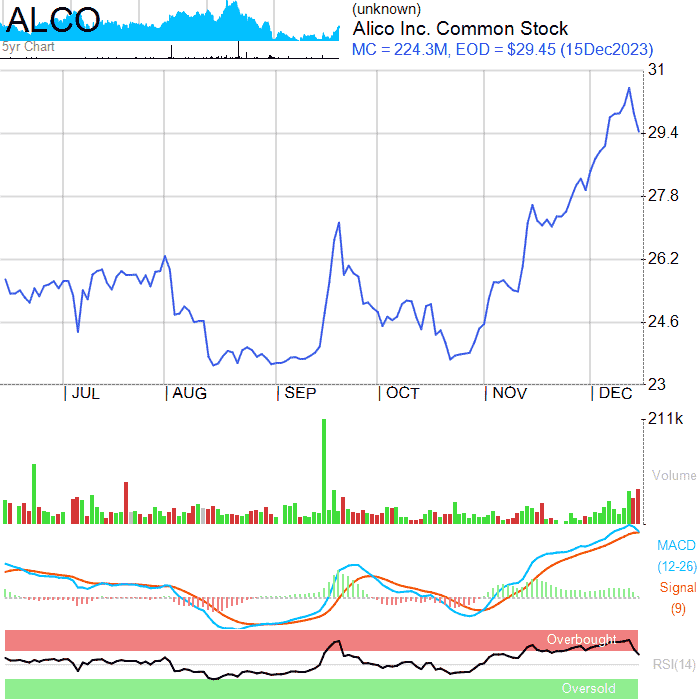 ALCO
5yr Chart
(unknown)
Alico Inc. Common Stock
MC = 224.3M, EOD = $29.45 (15Dec2023)
31
29.4
27.8
26.2
24.6
23
JUL AUG SEP OCT NOV DEC
211k
Volume
MACD
(12-26)
Signal
(9)
Overbought
RSI(14)
Oversold